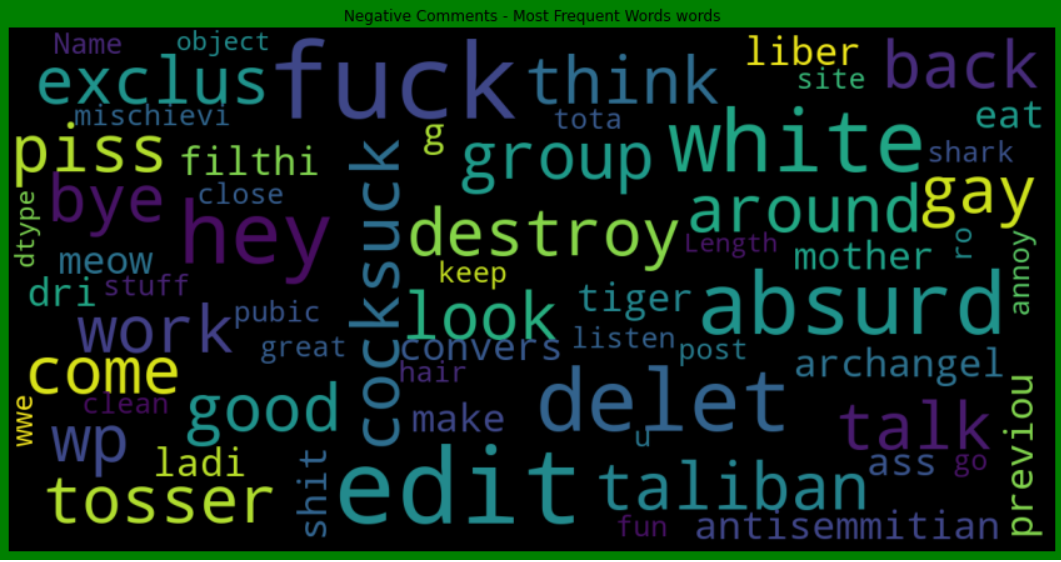 Negative Comments - Most Frequent Words words
Name
object
exclus
fuck
think
liber
site
back
mischievi
tota
eat
piss
filthi
g
group
white
shark
dtype
bye
close
hey
cocksuck
destroy
around
gay
Length
mother
ro
annoy
meow
keep
dri
stuff
look
tiger
absurd
work
pubic
great
convers
listen
post
archangel
come
hair
clean
good
make
delet
u
talk
previou
wwe
wp
ladi
tosser
shit
edit
taliban
ass
go
fun
antisemmitian